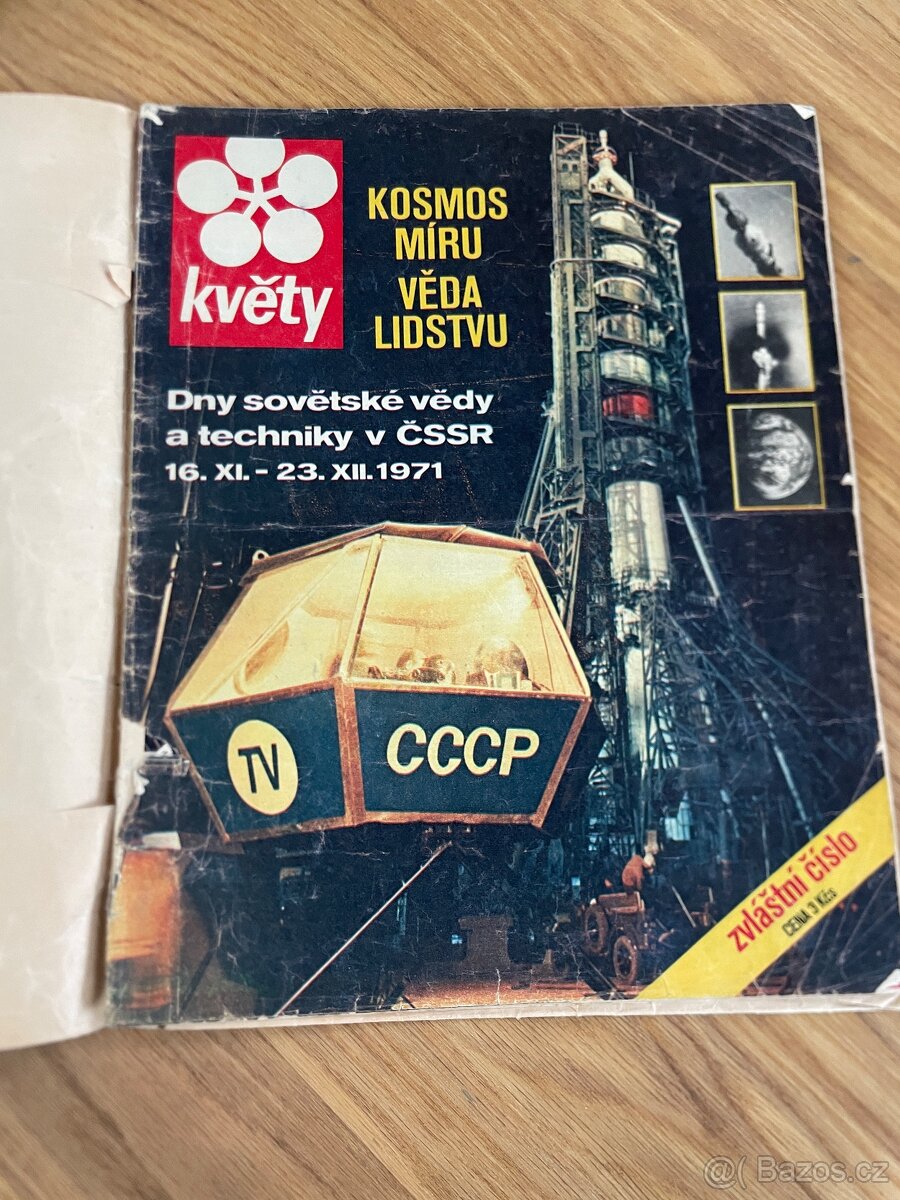 květy
KOSMOS
MÍRU
VĚDA
LIDSTVU
Dny sovětské vědy
a techniky v ČSSR
16. XI. - 23. XII. 1971
TV
CCCP
zvláštní číslo
CENA 3 Kčs
@( Bazos.cz